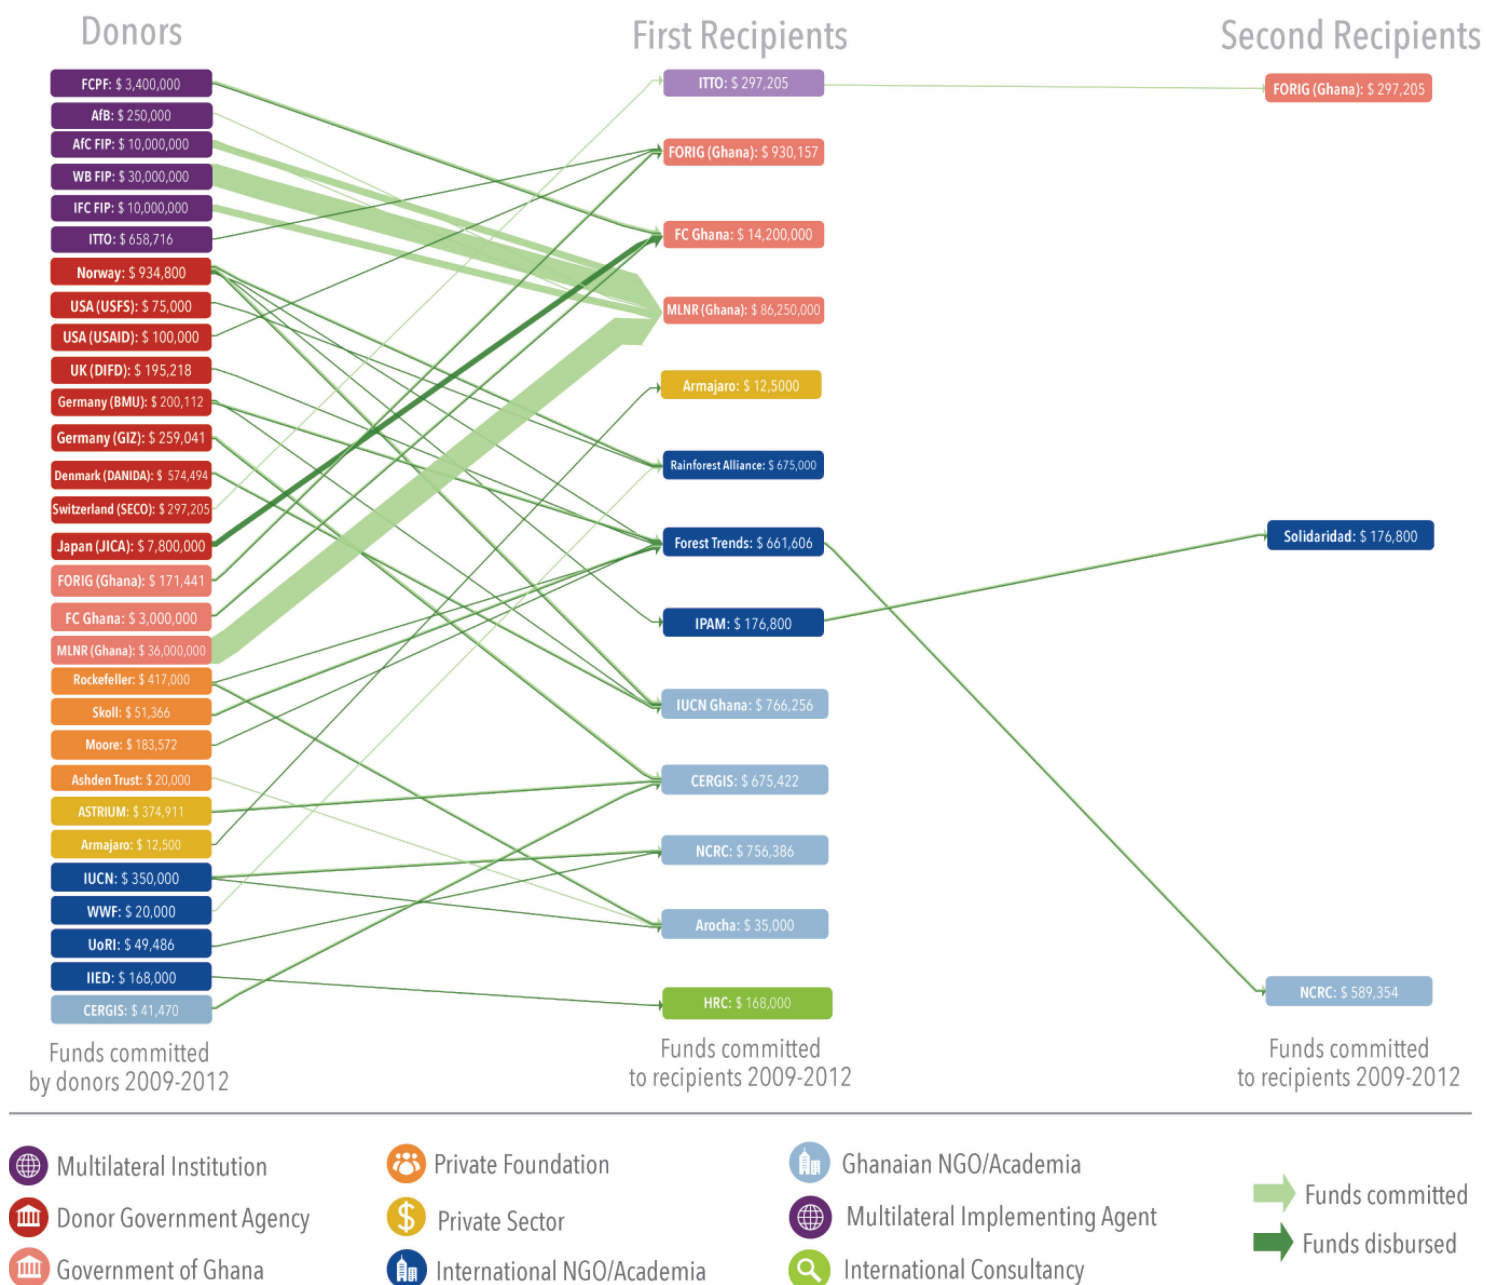 Donors
First Recipients
Second Recipients
FCPF: $ 3,400,000
AfB: $ 250,000
AfC FIP: $ 10,000,000
WB FIP: $ 30,000,000
IFC FIP: $ 10,000,000
ITTO: $ 658,716
Norway: $ 934,800
USA (USFS): $ 75,000
USA (USAID): $ 100,000
UK (DIFD): $ 195,218
Germany (BMU): $ 200,112
Germany (GIZ): $ 259,041
Denmark (DANIDA): $ 574,494
Switzerland (SECO): $ 297,205
Japan (JICA): $ 7,800,000
FORIG (Ghana): $ 171,441
FC Ghana: $ 3,000,000
MLNR (Ghana): $ 36,000,000
Rockefeller: $ 417,000
Skoll: $ 51,366
Moore: $ 183,572
Ashden Trust: $ 20,000
ASTRIUM: $ 374,911
Armajaro: $ 12,500
IUCN: $ 350,000
WWF: $ 20,000
UoRI: $ 49,486
IIED: $ 168,000
CERGIS: $ 41,470
Funds committed
by donors 2009-2012
ITTO: $ 297,205
FORIG (Ghana): $ 930,157
FC Ghana: $ 14,200,000
MLNR (Ghana): $ 86,250,000
Armajaro: $ 12,5000
Rainforest Alliance: $ 675,000
Forest Trends: $ 661,606
IPAM: $ 176,800
IUCN Ghana: $ 766,256
CERGIS: $ 675,422
NCRC: $ 756,386
Arocha: $ 35,000
HRC: $ 168,000
Funds committed
to recipients 2009-2012
FORIG (Ghana): $ 297,205
Solidaridad: $ 176,800
NCRC: $ 589,354
Funds committed
to recipients 2009-2012
Multilateral Institution
Donor Government Agency
Government of Ghana
Private Foundation
$
Private Sector
International NGO/Academia
Ghanaian NGO/Academia
Multilateral Implementing Agent
International Consultancy
Funds committed
Funds disbursed